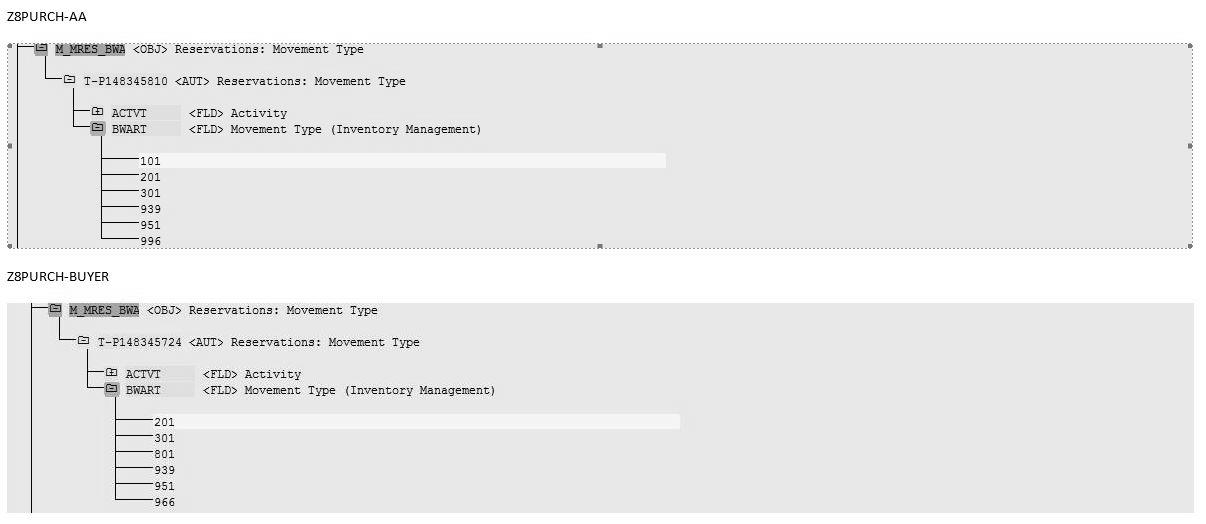 Z8PURCH-AA
M_MRES_BWA <OBJ> Reservations: Movement Type
T-P148345810 <AUT> Reservations: Movement Type
ACTVT <FLD> Activity
BWART <FLD> Movement Type (Inventory Management)
101
201
301
939
951
996
Z8PURCH-BUYER
M_MRES_BWA <OBJ> Reservations: Movement Type
T-P148345724 <AUT> Reservations: Movement Type
ACTVT <FLD> Activity
BWART <FLD> Movement Type (Inventory Management)
201
301
801
939
951
966